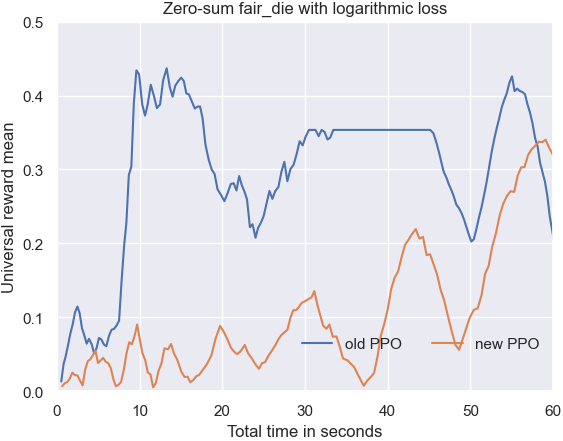 Zero-sum fair_die with logarithmic loss
Universal reward mean
0.5
0.4
0.3
0.2
0.1
0.0
old PPO new PPO
0 10 20 30 40 50 60
Total time in seconds